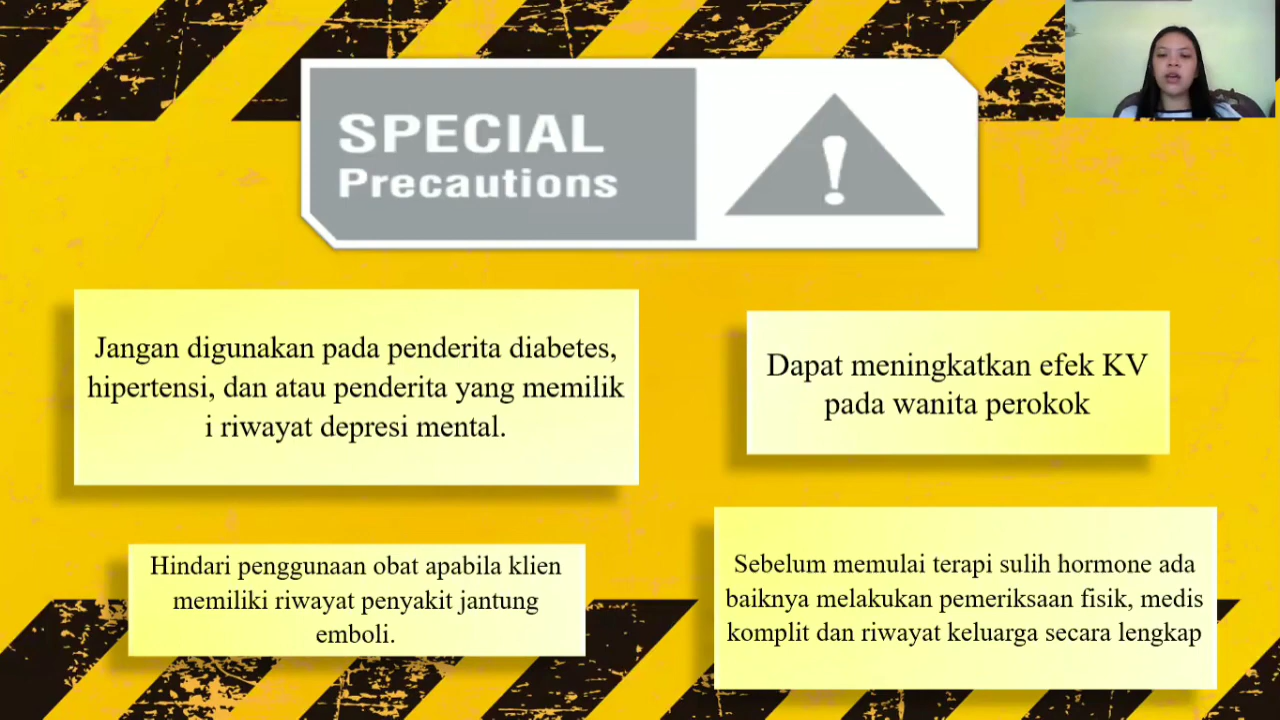 SPECIAL
Precautions
!
Jangan digunakan pada penderita diabetes,
hipertensi, dan atau penderita yang memilik
i riwayat depresi mental.
Dapat meningkatkan efek KV
pada wanita perokok
Hindari penggunaan obat apabila klien
memiliki riwayat penyakit jantung
emboli.
Sebelum memulai terapi sulih hormone ada
baiknya melakukan pemeriksaan fisik, medis
komplit dan riwayat keluarga secara lengkap